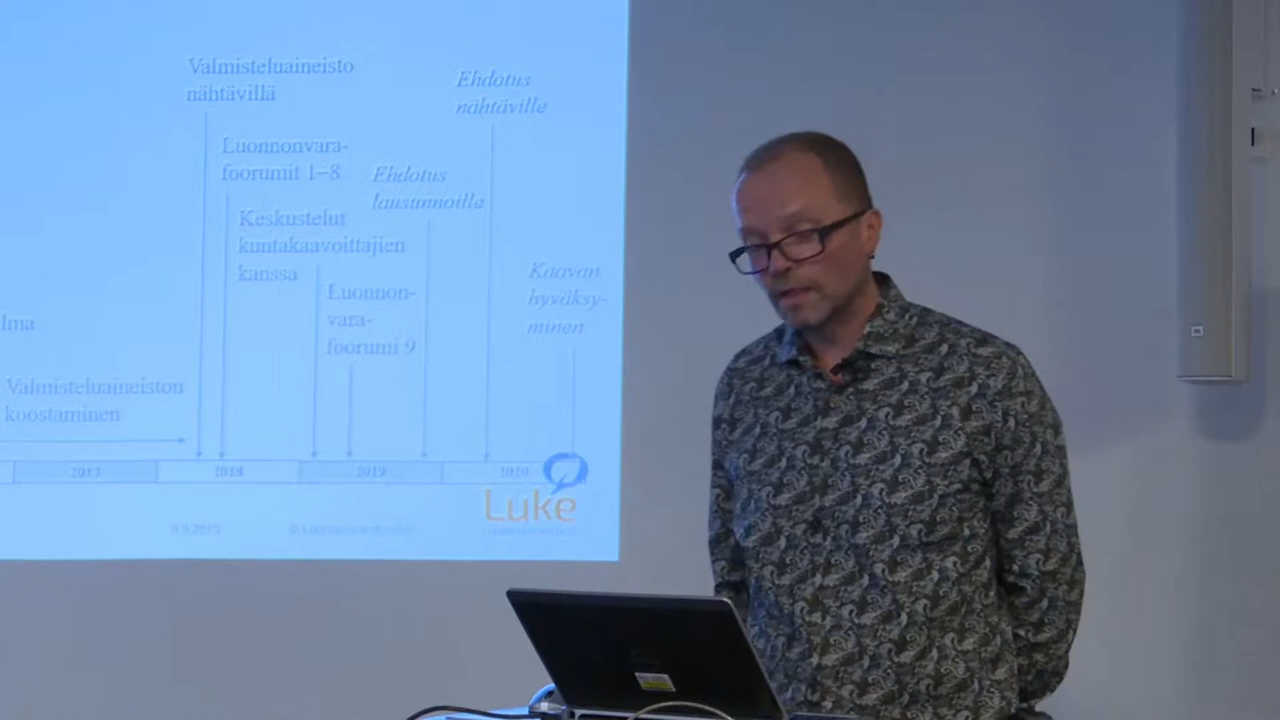 Valmisteluaineisto
nähtävillä
Ehdotus
nähtäville
Luonnonvara-
foorumit 1–8
Ehdotus
lausunnoille
Keskustelut
kuntakaavoittajien
kanssa
Kaavan
hyväksy-
minen
Luonnon-
vara-
foorumi 9
lma
Valmisteluaineiston
koostaminen
2017
2018
2019
2020
Luke